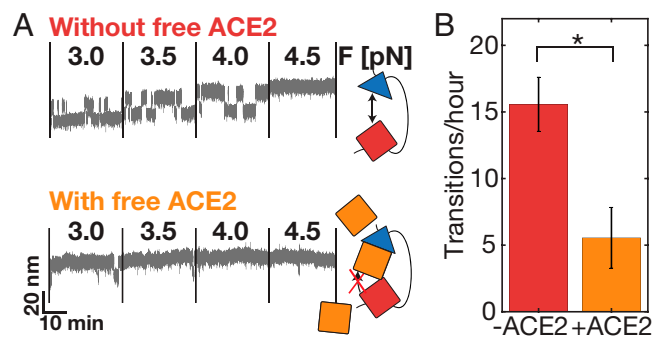 A
Without free ACE2
3.0 3.5 4.0 4.5 F [pN]
With free ACE2
3.0 3.5 4.0 4.5
20 nm
10 min
B
Transitions/hour
20
15
10
5
0
*
-ACE2 +ACE2